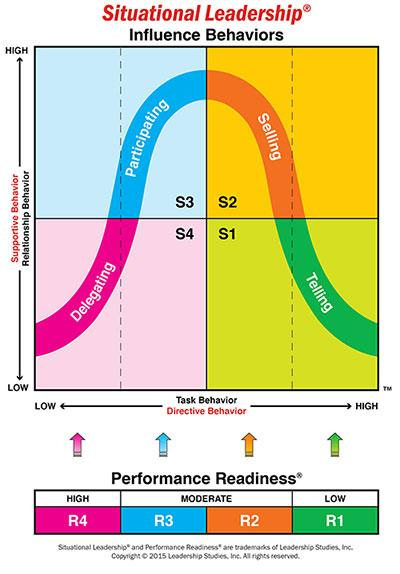 Situational Leadership®
Influence Behaviors
HIGH
Supportive Behavior
Relationship Behavior
LOW
Participating
Selling
S3 S2
S4 S1
Delegating
Telling
™
Task Behavior
LOW Directive Behavior HIGH
Performance Readiness®
HIGH MODERATE LOW
R4 R3 R2 R1
Situational Leadership® and Performance Readiness® are trademarks of Leadership Studies, Inc.
Copyright © 2015 Leadership Studies, Inc. All rights reserved.